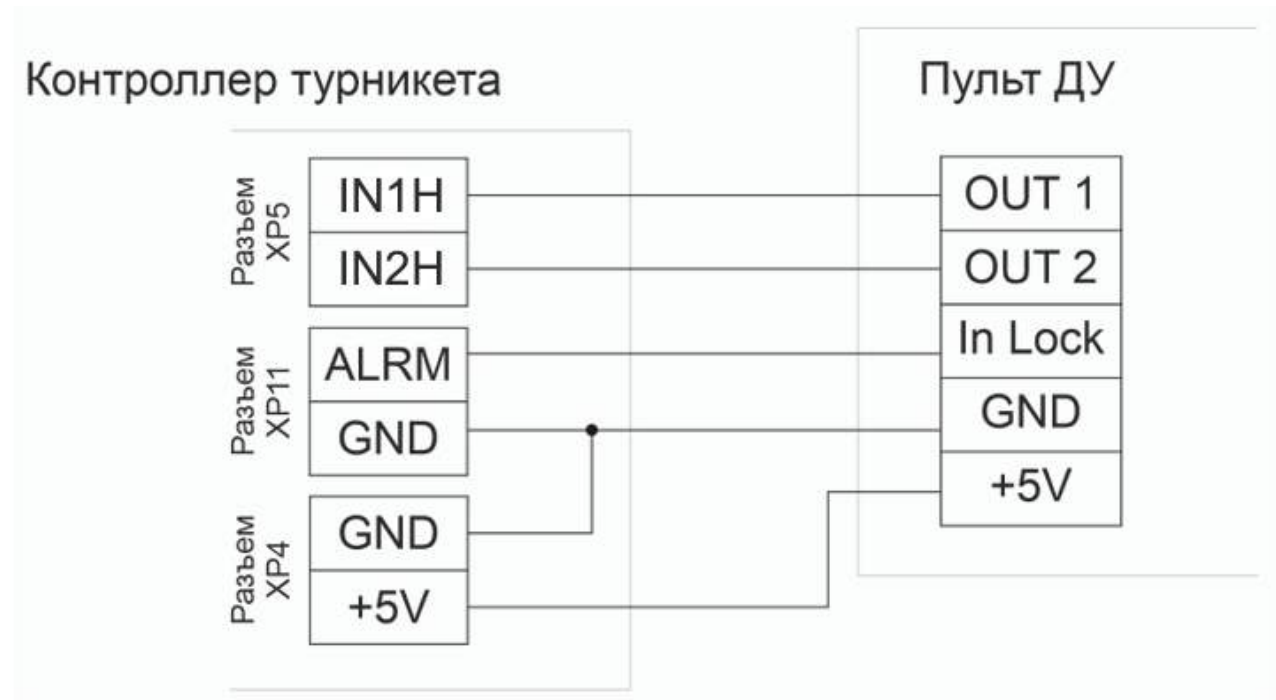 Контроллер турникета
Пульт ДУ
Разъем
XP5
IN1H
IN2H
Разъем
XP11
ALRM
GND
Разъем
XP4
GND
+5V
OUT 1
OUT 2
In Lock
GND
+5V